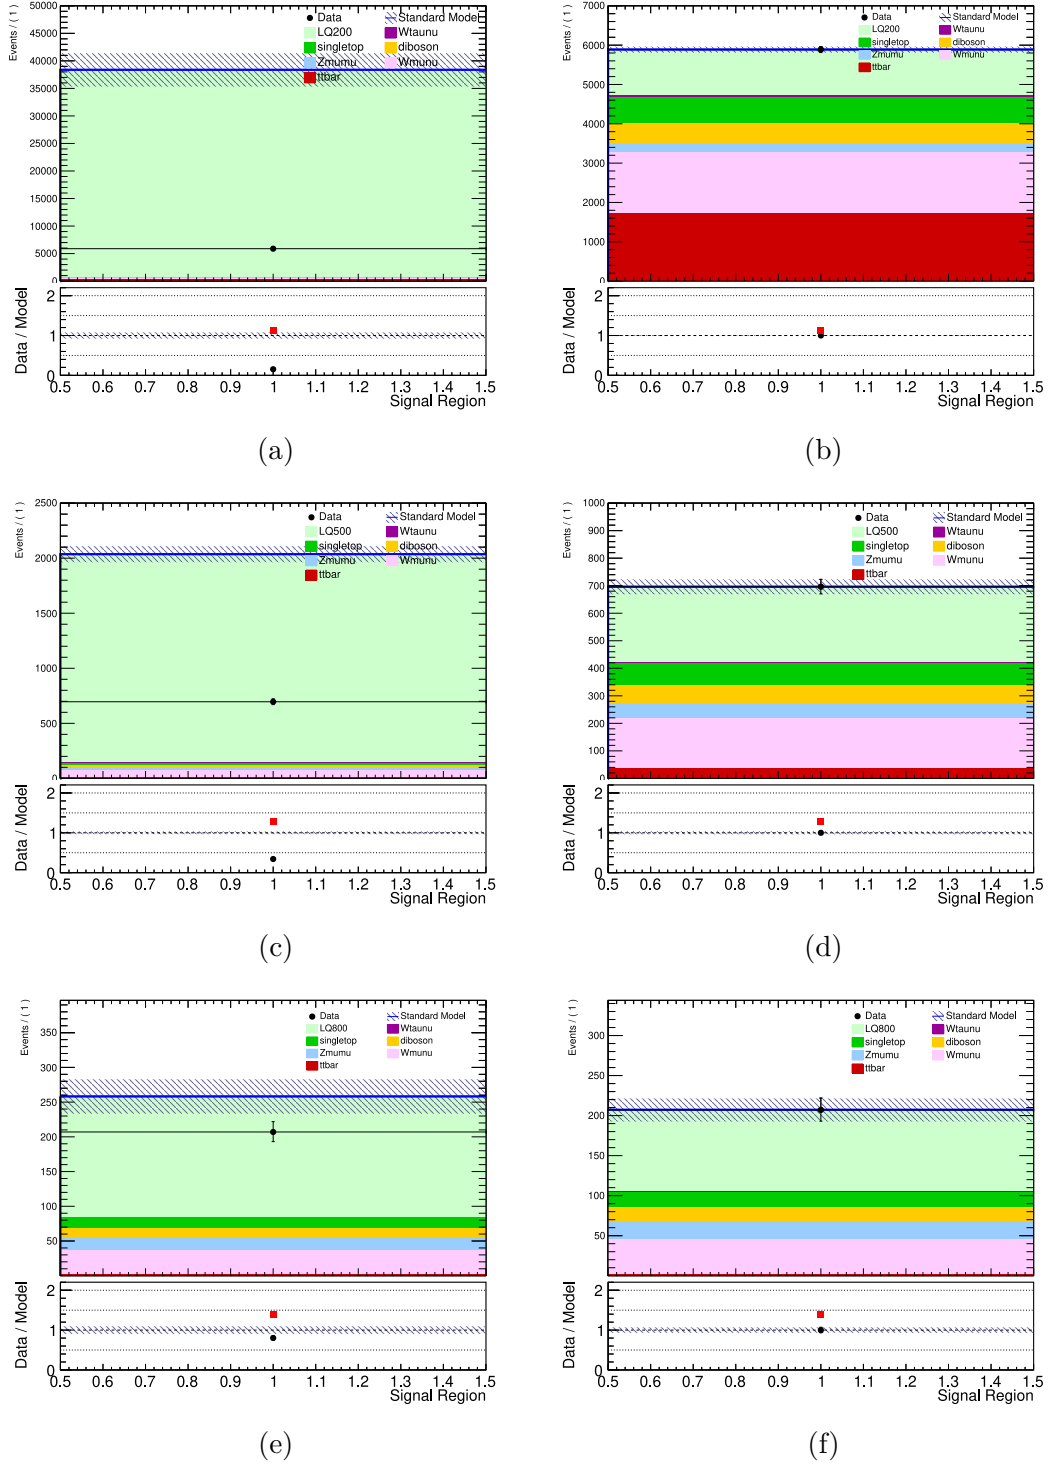 Events / ( 1 )
50000
45000
40000
35000
30000
25000
20000
15000
10000
5000
0
Data
Standard Model
LQ200
Wtaunu
singletop
diboson
Zmumu
Wmunu
ttbar
Data / Model
2
1
0
0.5 0.6 0.7 0.8 0.9 1 1.1 1.2 1.3 1.4 1.5
Signal Region
(a)
Events / ( 1 )
7000
6000
5000
4000
3000
2000
1000
0
Data
Standard Model
LQ200
Wtaunu
singletop
diboson
Zmumu
Wmunu
ttbar
Data / Model
2
1
0
0.5 0.6 0.7 0.8 0.9 1 1.1 1.2 1.3 1.4 1.5
Signal Region
(b)
Events / ( 1 )
2500
2000
1500
1000
500
0
Data
Standard Model
LQ500
Wtaunu
singletop
diboson
Zmumu
Wmunu
ttbar
Data / Model
2
1
0
0.5 0.6 0.7 0.8 0.9 1 1.1 1.2 1.3 1.4 1.5
Signal Region
(c)
Events / ( 1 )
1000
900
800
700
600
500
400
300
200
100
0
Data
Standard Model
LQ500
Wtaunu
singletop
diboson
Zmumu
Wmunu
ttbar
Data / Model
2
1
0
0.5 0.6 0.7 0.8 0.9 1 1.1 1.2 1.3 1.4 1.5
Signal Region
(d)
Events / ( 1 )
350
300
250
200
150
100
50
Data
Standard Model
LQ800
Wtaunu
singletop
diboson
Zmumu
Wmunu
ttbar
Data / Model
2
1
0
0.5 0.6 0.7 0.8 0.9 1 1.1 1.2 1.3 1.4 1.5
Signal Region
(e)
Events / ( 1 )
300
250
200
150
100
50
Data
Standard Model
LQ800
Wtaunu
singletop
diboson
Zmumu
Wmunu
ttbar
Data / Model
2
1
0
0.5 0.6 0.7 0.8 0.9 1 1.1 1.2 1.3 1.4 1.5
Signal Region
(f)